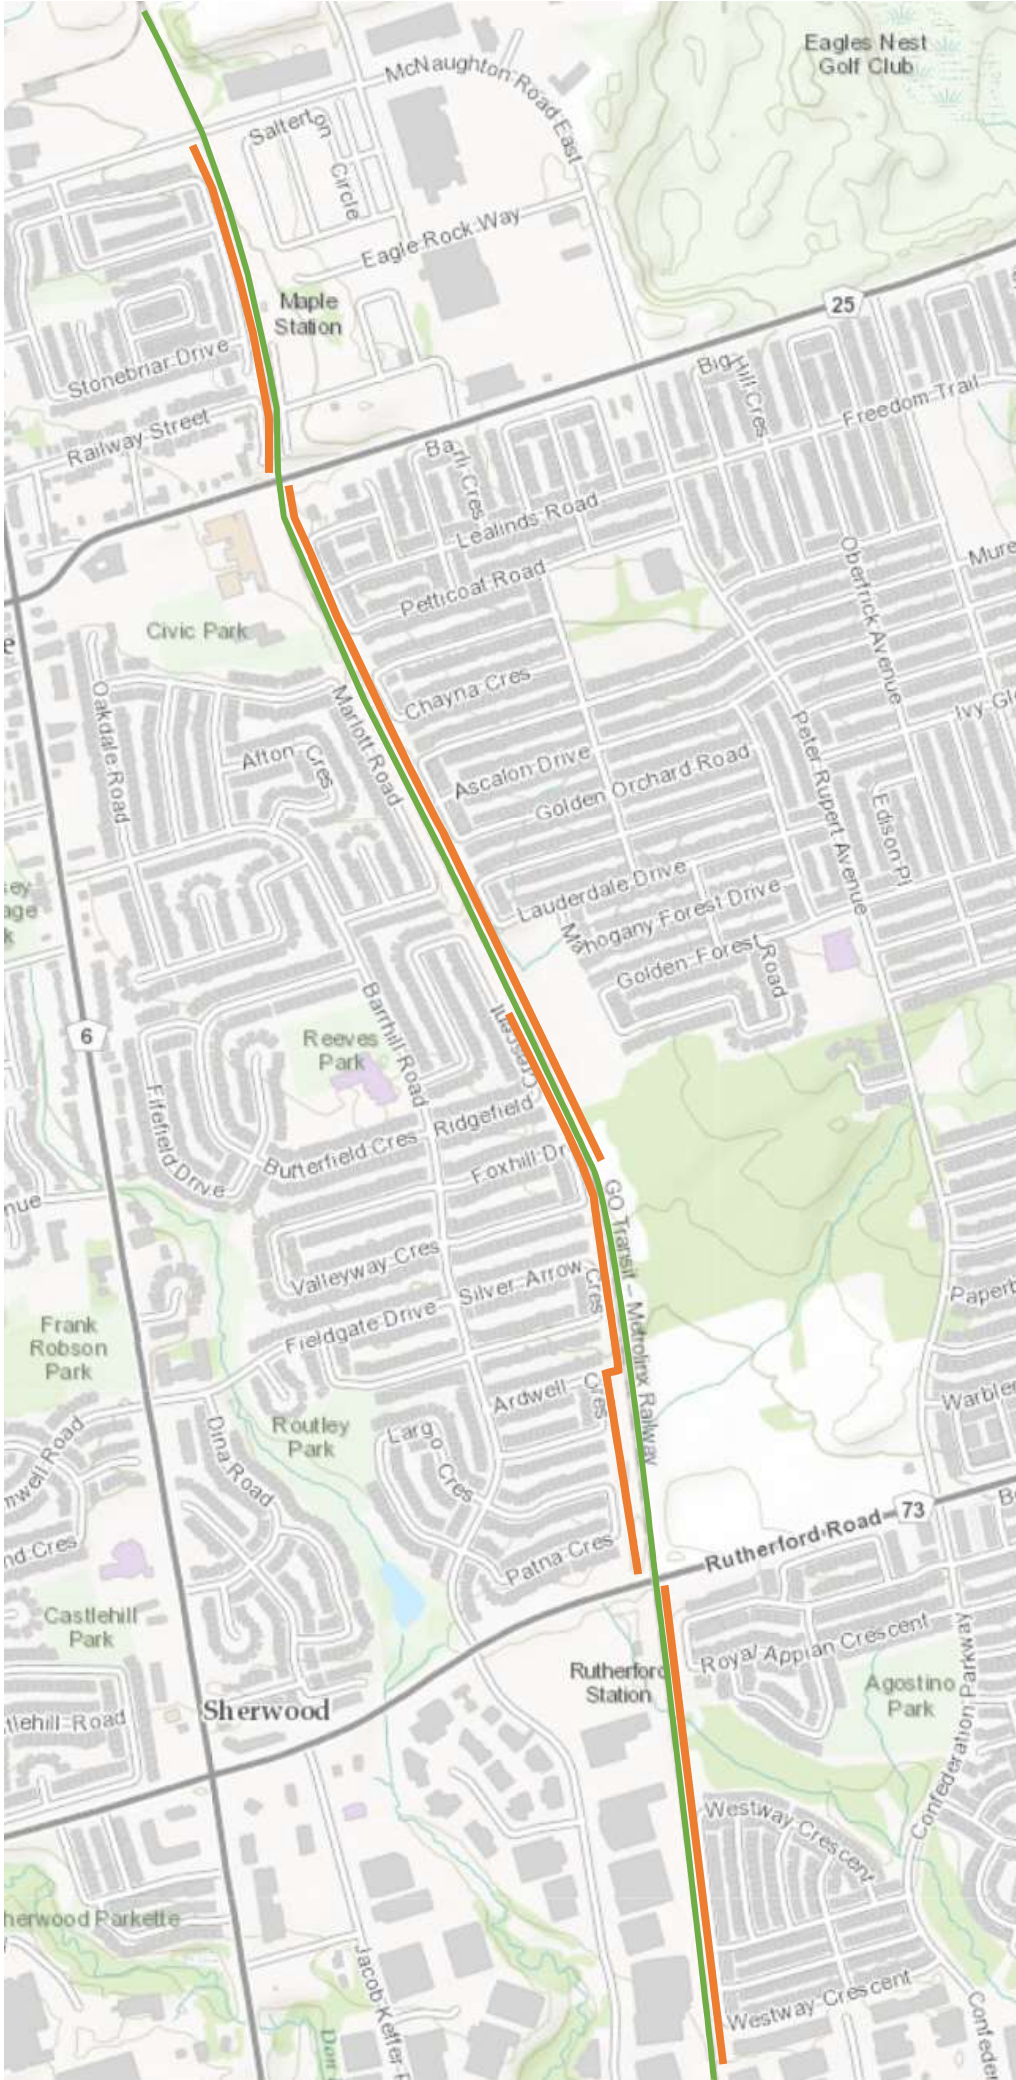 Eagles Nest
Golf Club
McNaughton Road East
Salterton
Circle
Eagle Rock Way
Maple
Station
25
Stonebriar Drive
Big Hill Cres
Freedom Trail
Railway Street
Barli Cres
Lealinds Road
Petticoat Road
Civic Park
Chayna Cres
Oakdale Road
Marlott Road
Afton Cres
Ascalon Drive
Golden Orchard Road
Peter Rupert Avenue
Edison Pl
Lauderdale Drive
Mahogany Forest Drive
Golden Forest Road
6
Reeves
Park
Barrhill Road
Crescent
Ridgefield
Fifefield Drive
Butterfield Cres
Foxhill Dr
GO Transit – Metrolinx Railway
Valleyway Cres
Silver Arrow Cres
Frank
Robson
Park
Fieldgate Drive
Ardwell Cres
Routley
Park
Largo Cres
Dina Road
Rutherford Road
73
nd Cres
Patna Cres
Castlehill
Park
Royal Appian Crescent
Rutherford
Station
Agostino
Park
Sherwood
tlehill Road
Confederation Parkway
Westway Crescent
herwood Parkette
Jacob Keffer P
Westway Crescent
Confeder